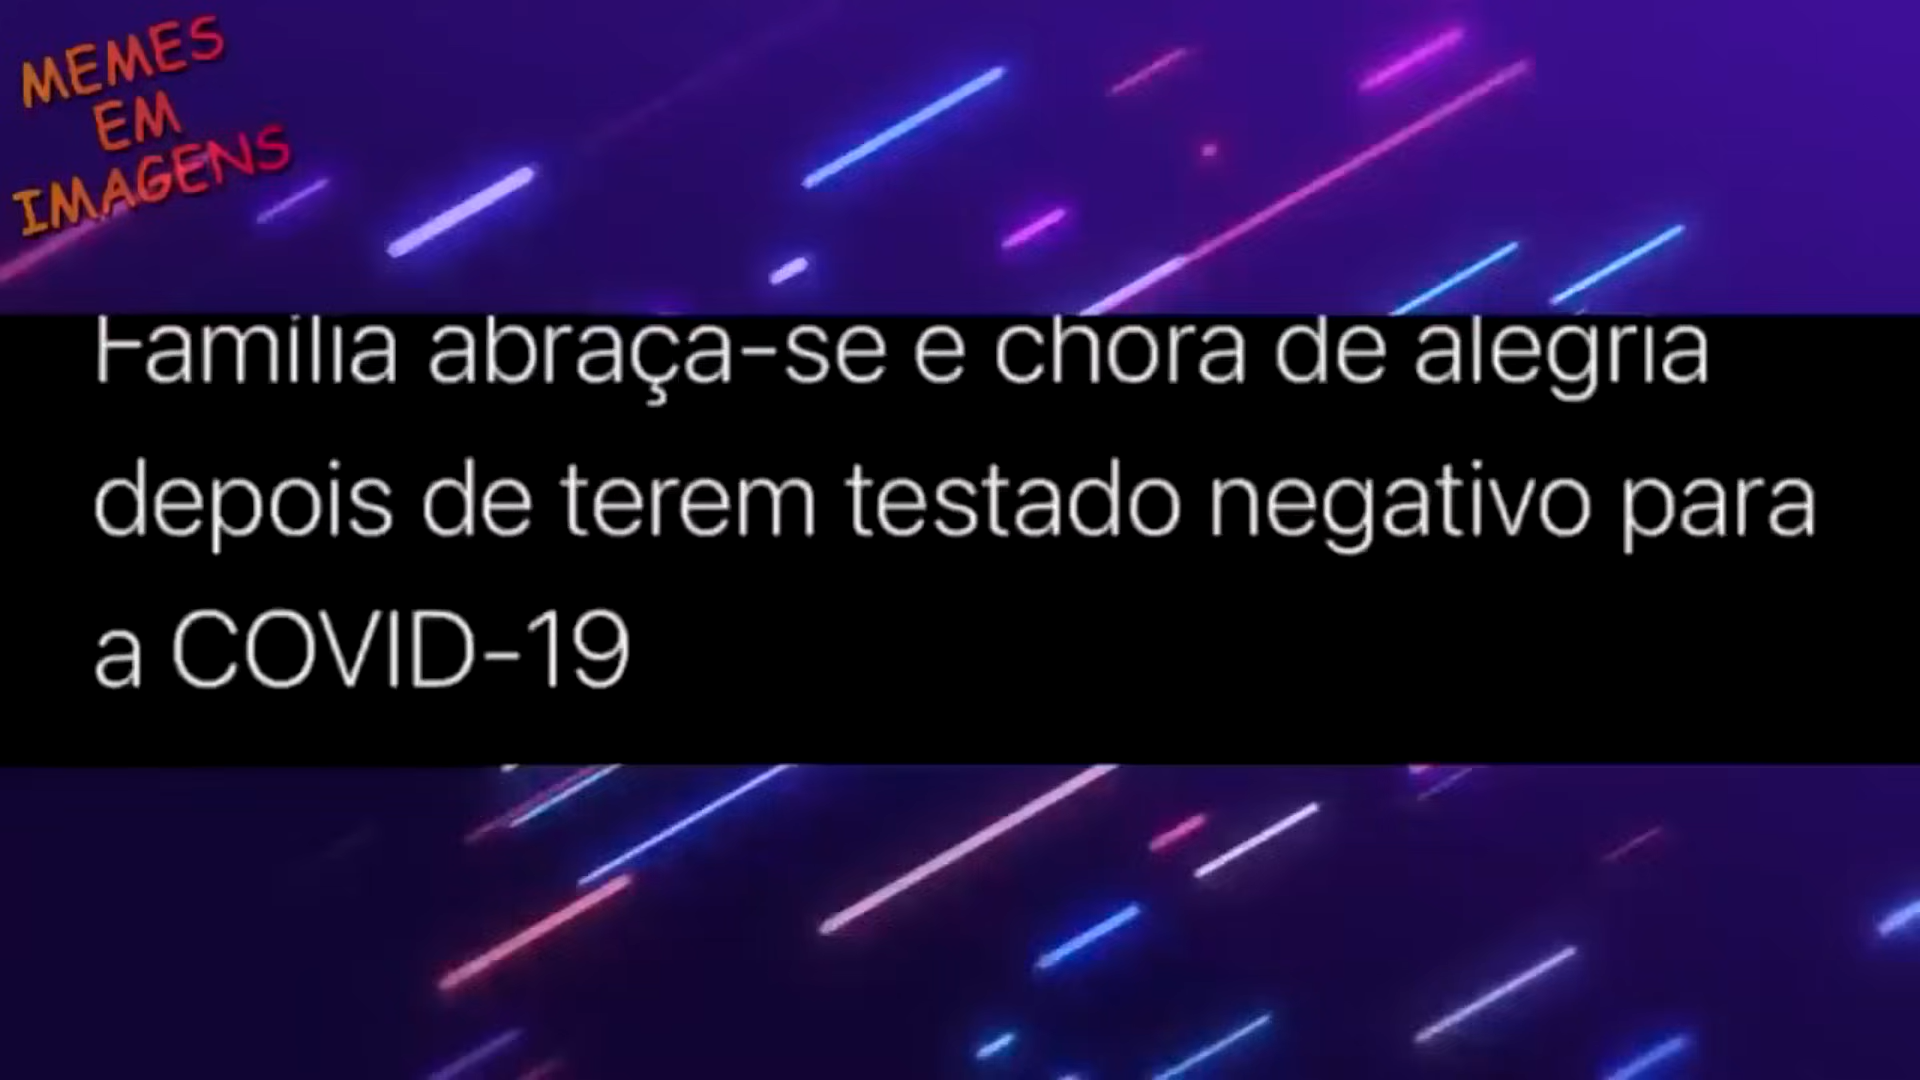 MEMES
EM
IMAGENS
Família abraça-se e chora de alegria
depois de terem testado negativo para
a COVID-19